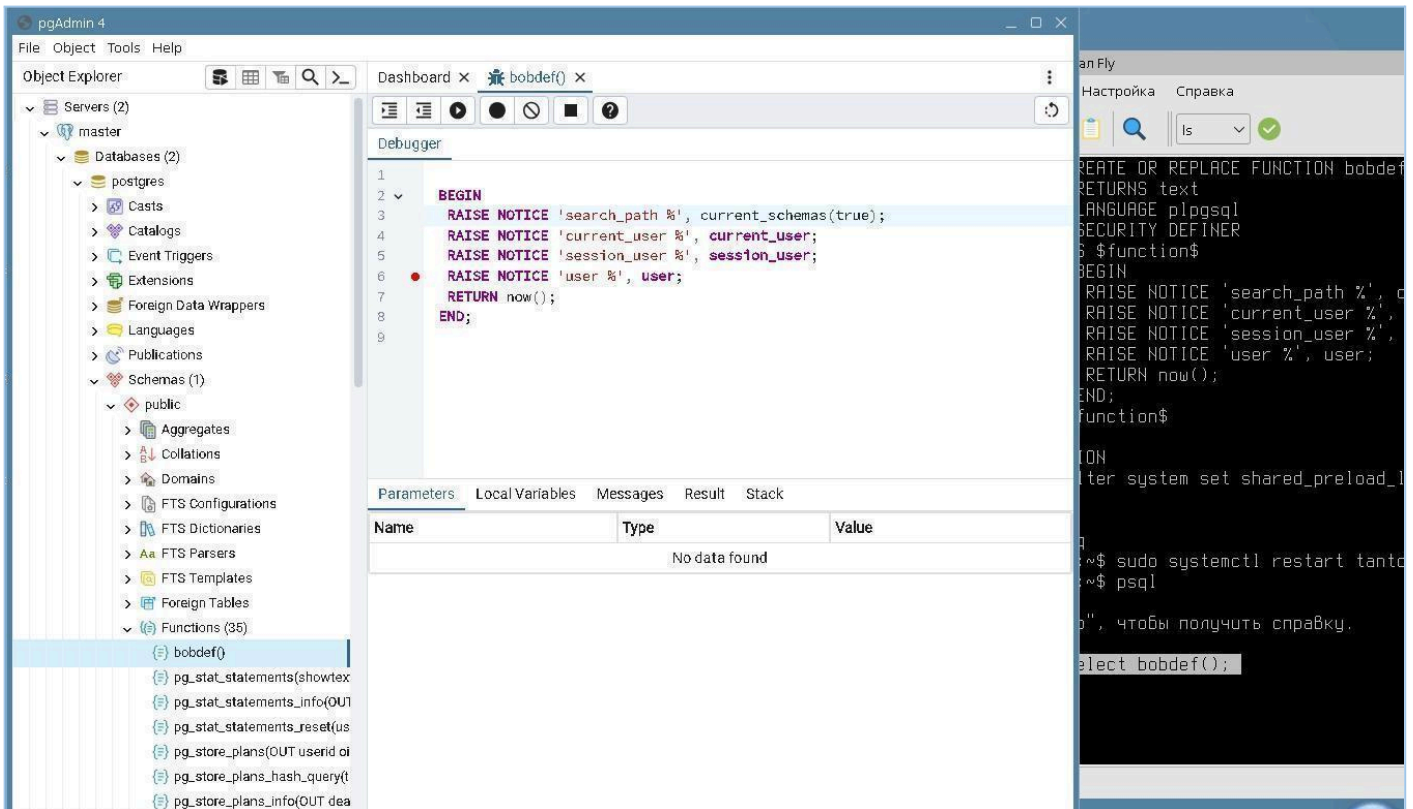 pgAdmin 4
File Object Tools Help
Object Explorer
Servers (2)
master
Databases (2)
postgres
Casts
Catalogs
Event Triggers
Extensions
Foreign Data Wrappers
Languages
Publications
Schemas (1)
public
Aggregates
Collations
Domains
FTS Configurations
FTS Dictionaries
Aa FTS Parsers
FTS Templates
Foreign Tables
Functions (35)
bobdef()
pg_stat_statements(showtex
pg_stat_statements_info(OUT
pg_stat_statements_reset(us
pg_store_plans(OUT userid oi
pg_store_plans_hash_query(t
pg_store_plans_info(OUT dea
Dashboard
bobdef()
Debugger
1
2 BEGIN
3 RAISE NOTICE 'search_path %', current_schemas(true);
4 RAISE NOTICE 'current_user %', current_user;
5 RAISE NOTICE 'session_user %', session_user;
6 RAISE NOTICE 'user %', user;
7 RETURN now();
8 END;
9
Parameters Local Variables Messages Result Stack
Name Type Value
No data found
ал Fly
Настройка Справка
ls
REATE OR REPLACE FUNCTION bobdef
RETURNS text
LANGUAGE plpgsql
SECURITY DEFINER
S $function$
BEGIN
RAISE NOTICE 'search_path %', c
RAISE NOTICE 'current_user %',
RAISE NOTICE 'session_user %',
RAISE NOTICE 'user %', user;
RETURN now();
END;
function$
ION
lter system set shared_preload_l
q
:~$ sudo systemctl restart tanto
:~$ psql
p", чтобы получить справку.
elect bobdef();